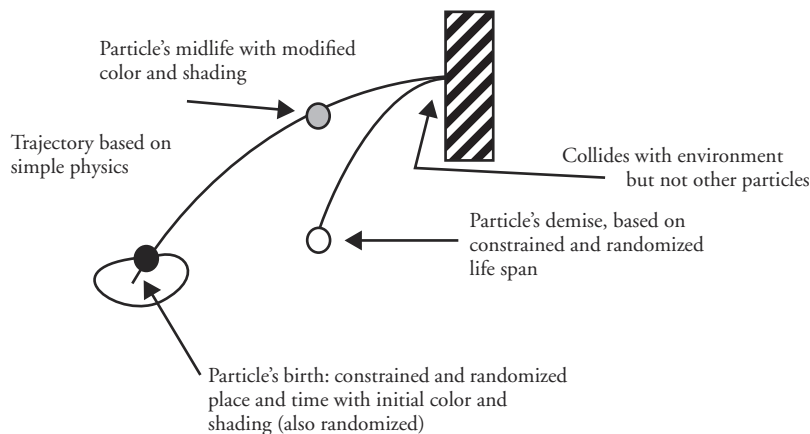 Particle's midlife with modified
color and shading
Trajectory based on
simple physics
Collides with environment
but not other particles
Particle's demise, based on
constrained and randomized
life span
Particle's birth: constrained and randomized
place and time with initial color and
shading (also randomized)